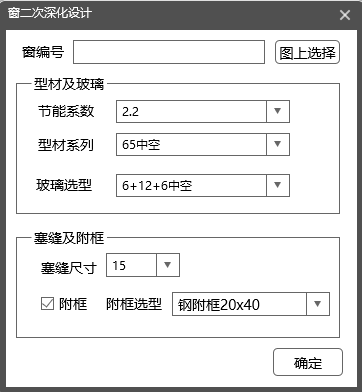 窗二次深化设计
窗编号 图上选择
型材及玻璃
节能系数 2.2
型材系列 65中空
玻璃选型 6+12+6中空
塞缝及附框
塞缝尺寸 15
附框 附框选型 钢附框20x40
确定